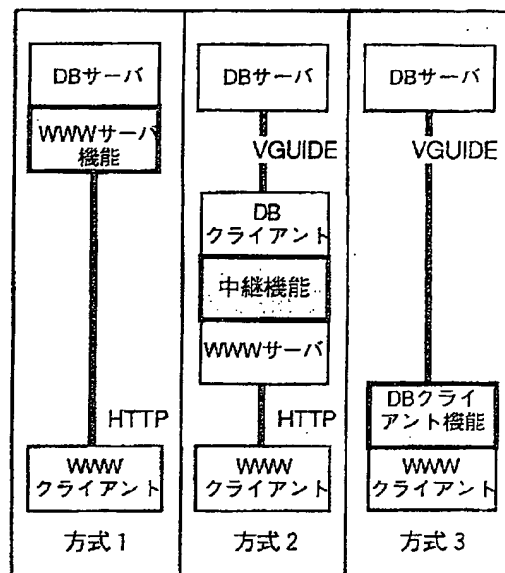 DBサーバ
WWWサーバ
機能
HTTP
WWW
クライアント
方式1
DBサーバ
VGUIDE
DB
クライアント
中継機能
WWWサーバ
HTTP
WWW
クライアント
方式2
DBサーバ
VGUIDE
DBクライ
アント機能
WWW
クライアント
方式3